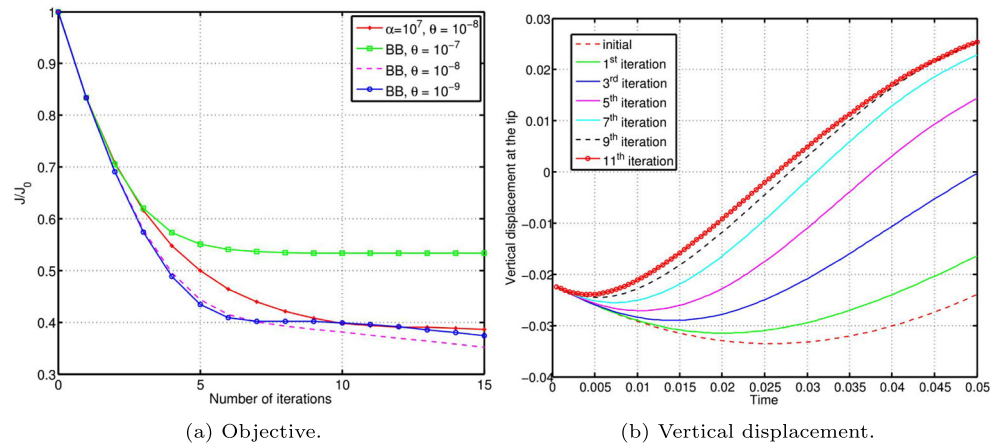 1
0.9
0.8
0.7
0.6
0.5
0.4
0.3
J/J₀
0
5
10
15
Number of iterations
α=10⁷, θ = 10⁻⁸
BB, θ = 10⁻⁷
BB, θ = 10⁻⁸
BB, θ = 10⁻⁹
(a) Objective.
0.03
0.02
0.01
0
-0.01
-0.02
-0.03
-0.04
Vertical displacement at the tip
0
0.005
0.01
0.015
0.02
0.025
0.03
0.035
0.04
0.045
0.05
Time
initial
1ˢᵗ iteration
3ʳᵈ iteration
5ᵗʰ iteration
7ᵗʰ iteration
9ᵗʰ iteration
11ᵗʰ iteration
(b) Vertical displacement.